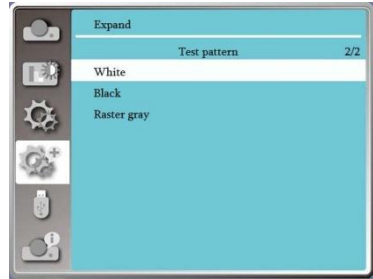 Expand
Test pattern 2/2
White
Black
Raster gray